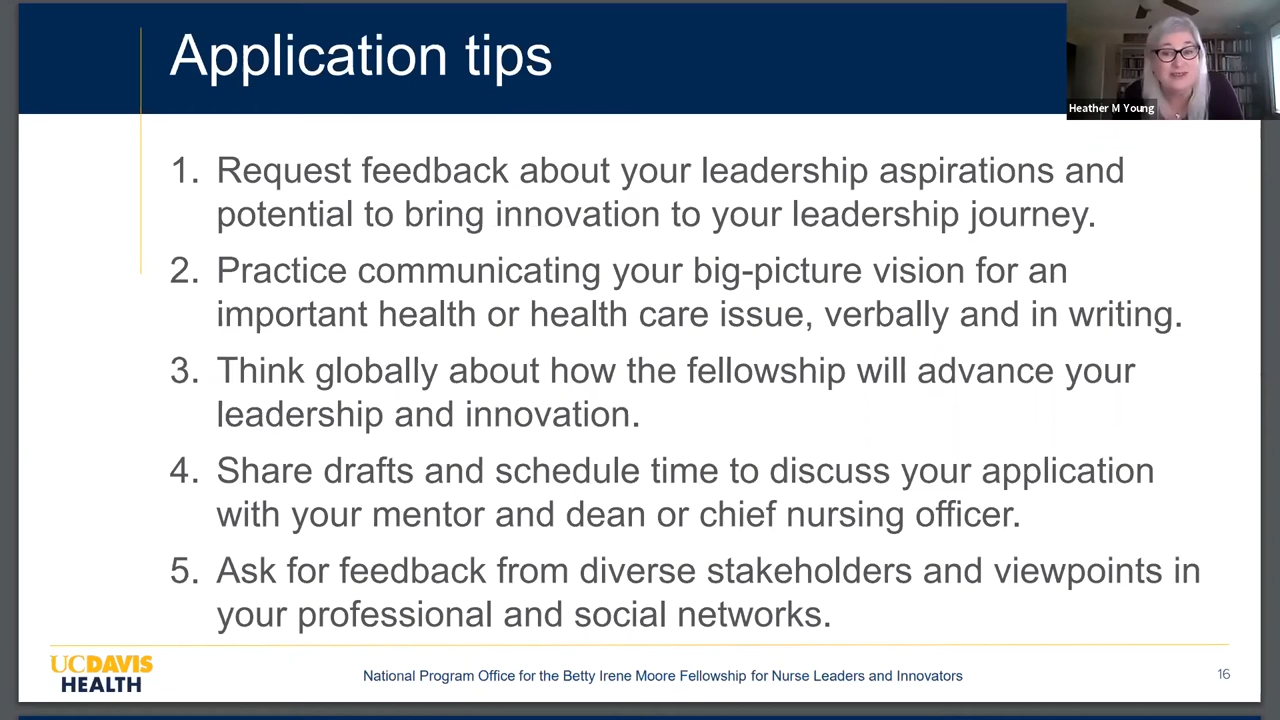 Application tips
Heather M Young
1. Request feedback about your leadership aspirations and
potential to bring innovation to your leadership journey.
2. Practice communicating your big-picture vision for an
important health or health care issue, verbally and in writing.
3. Think globally about how the fellowship will advance your
leadership and innovation.
4. Share drafts and schedule time to discuss your application
with your mentor and dean or chief nursing officer.
5. Ask for feedback from diverse stakeholders and viewpoints in
your professional and social networks.
UCDAVIS
HEALTH
National Program Office for the Betty Irene Moore Fellowship for Nurse Leaders and Innovators
16